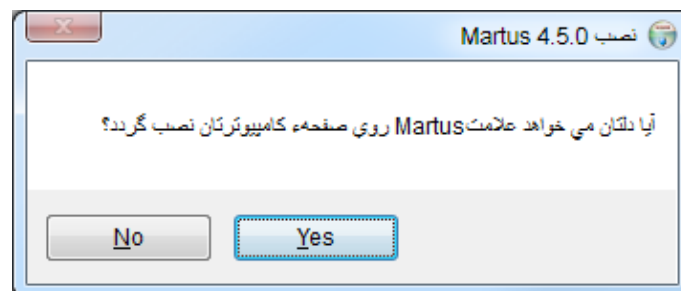 نصب Martus 4.5.0
آيا دلتان مي خواهد علامتMartus روي صفحهء كامپيوترتان نصب گردد؟
Yes
No